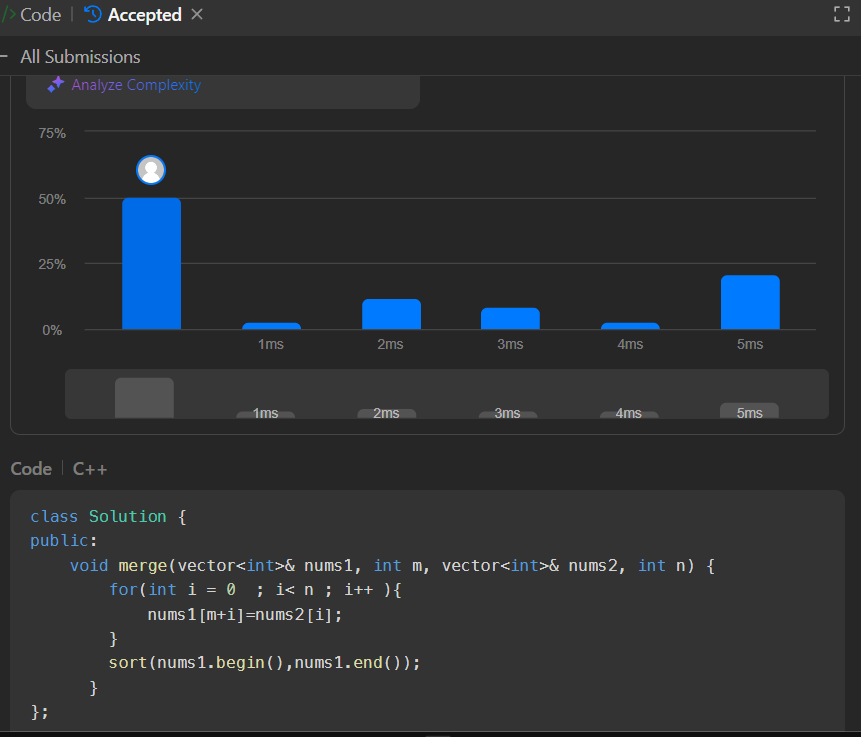 </> Code | Accepted ×
All Submissions
Analyze Complexity
75%
50%
25%
0%
1ms 2ms 3ms 4ms 5ms
1ms 2ms 3ms 4ms 5ms
Code | C++
class Solution {
public:
    void merge(vector<int>& nums1, int m, vector<int>& nums2, int n) {
        for(int i = 0  ; i< n ; i++ ){
            nums1[m+i]=nums2[i];
        }
        sort(nums1.begin(),nums1.end());
      }
};